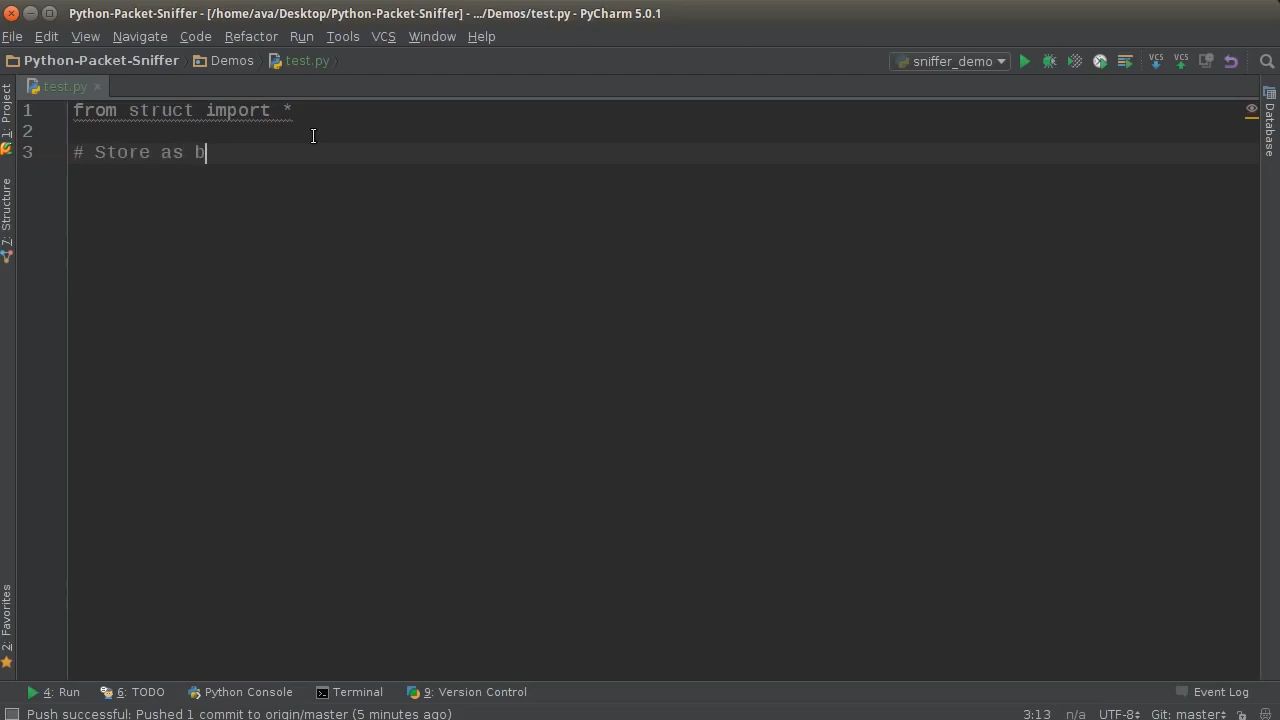 Python-Packet-Sniffer - [/home/ava/Desktop/Python-Packet-Sniffer] - .../Demos/test.py - PyCharm 5.0.1
File Edit View Navigate Code Refactor Run Tools VCS Window Help
Python-Packet-Sniffer Demos test.py sniffer_demo VCS VCS
test.py
1 from struct import *
2
3 # Store as b
1: Project
7: Structure
2: Favorites
Database
4: Run 6: TODO Python Console Terminal 9: Version Control Event Log
Push successful: Pushed 1 commit to origin/master (5 minutes ago) 3:13 n/a UTF-8 Git: master